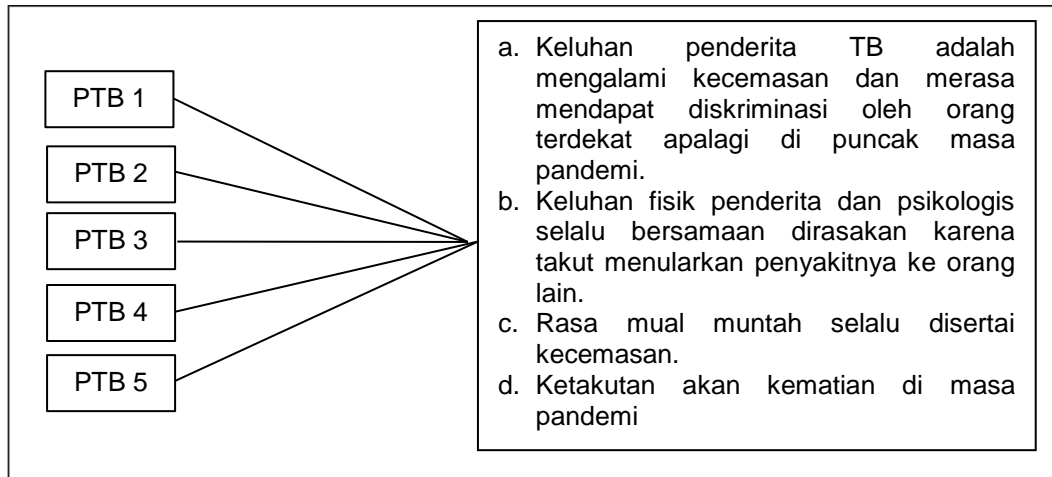 PTB 1
PTB 2
PTB 3
PTB 4
PTB 5
a. Keluhan penderita TB adalah
mengalami kecemasan dan merasa
mendapat diskriminasi oleh orang
terdekat apalagi di puncak masa
pandemi.
b. Keluhan fisik penderita dan psikologis
selalu bersamaan dirasakan karena
takut menularkan penyakitnya ke orang
lain.
c. Rasa mual muntah selalu disertai
kecemasan.
d. Ketakutan akan kematian di masa
pandemi